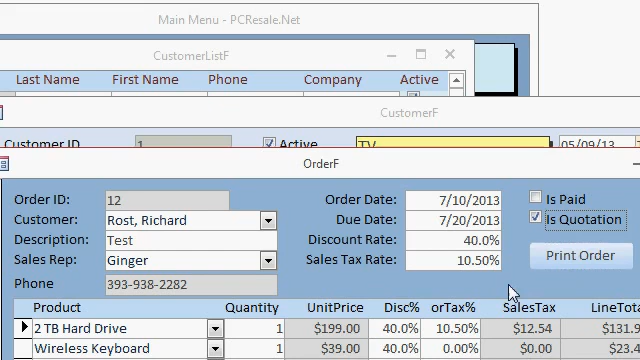 Main Menu - PCResale.Net
CustomerListF
Last Name First Name Phone Company Active
CustomerF
Customer ID 1 Active TV 05/09/13
OrderF
Order ID: 12 Order Date: 7/10/2013 Is Paid
Customer: Rost, Richard Due Date: 7/20/2013 Is Quotation
Description: Test Discount Rate: 40.0%
Sales Rep: Ginger Sales Tax Rate: 10.50% Print Order
Phone 393-938-2282
Product Quantity UnitPrice Disc% orTax% SalesTax LineTota
2 TB Hard Drive 1 $199.00 40.0% 10.50% $12.54 $131.9
Wireless Keyboard 1 $39.00 40.0% 0.00% $0.00 $23.4